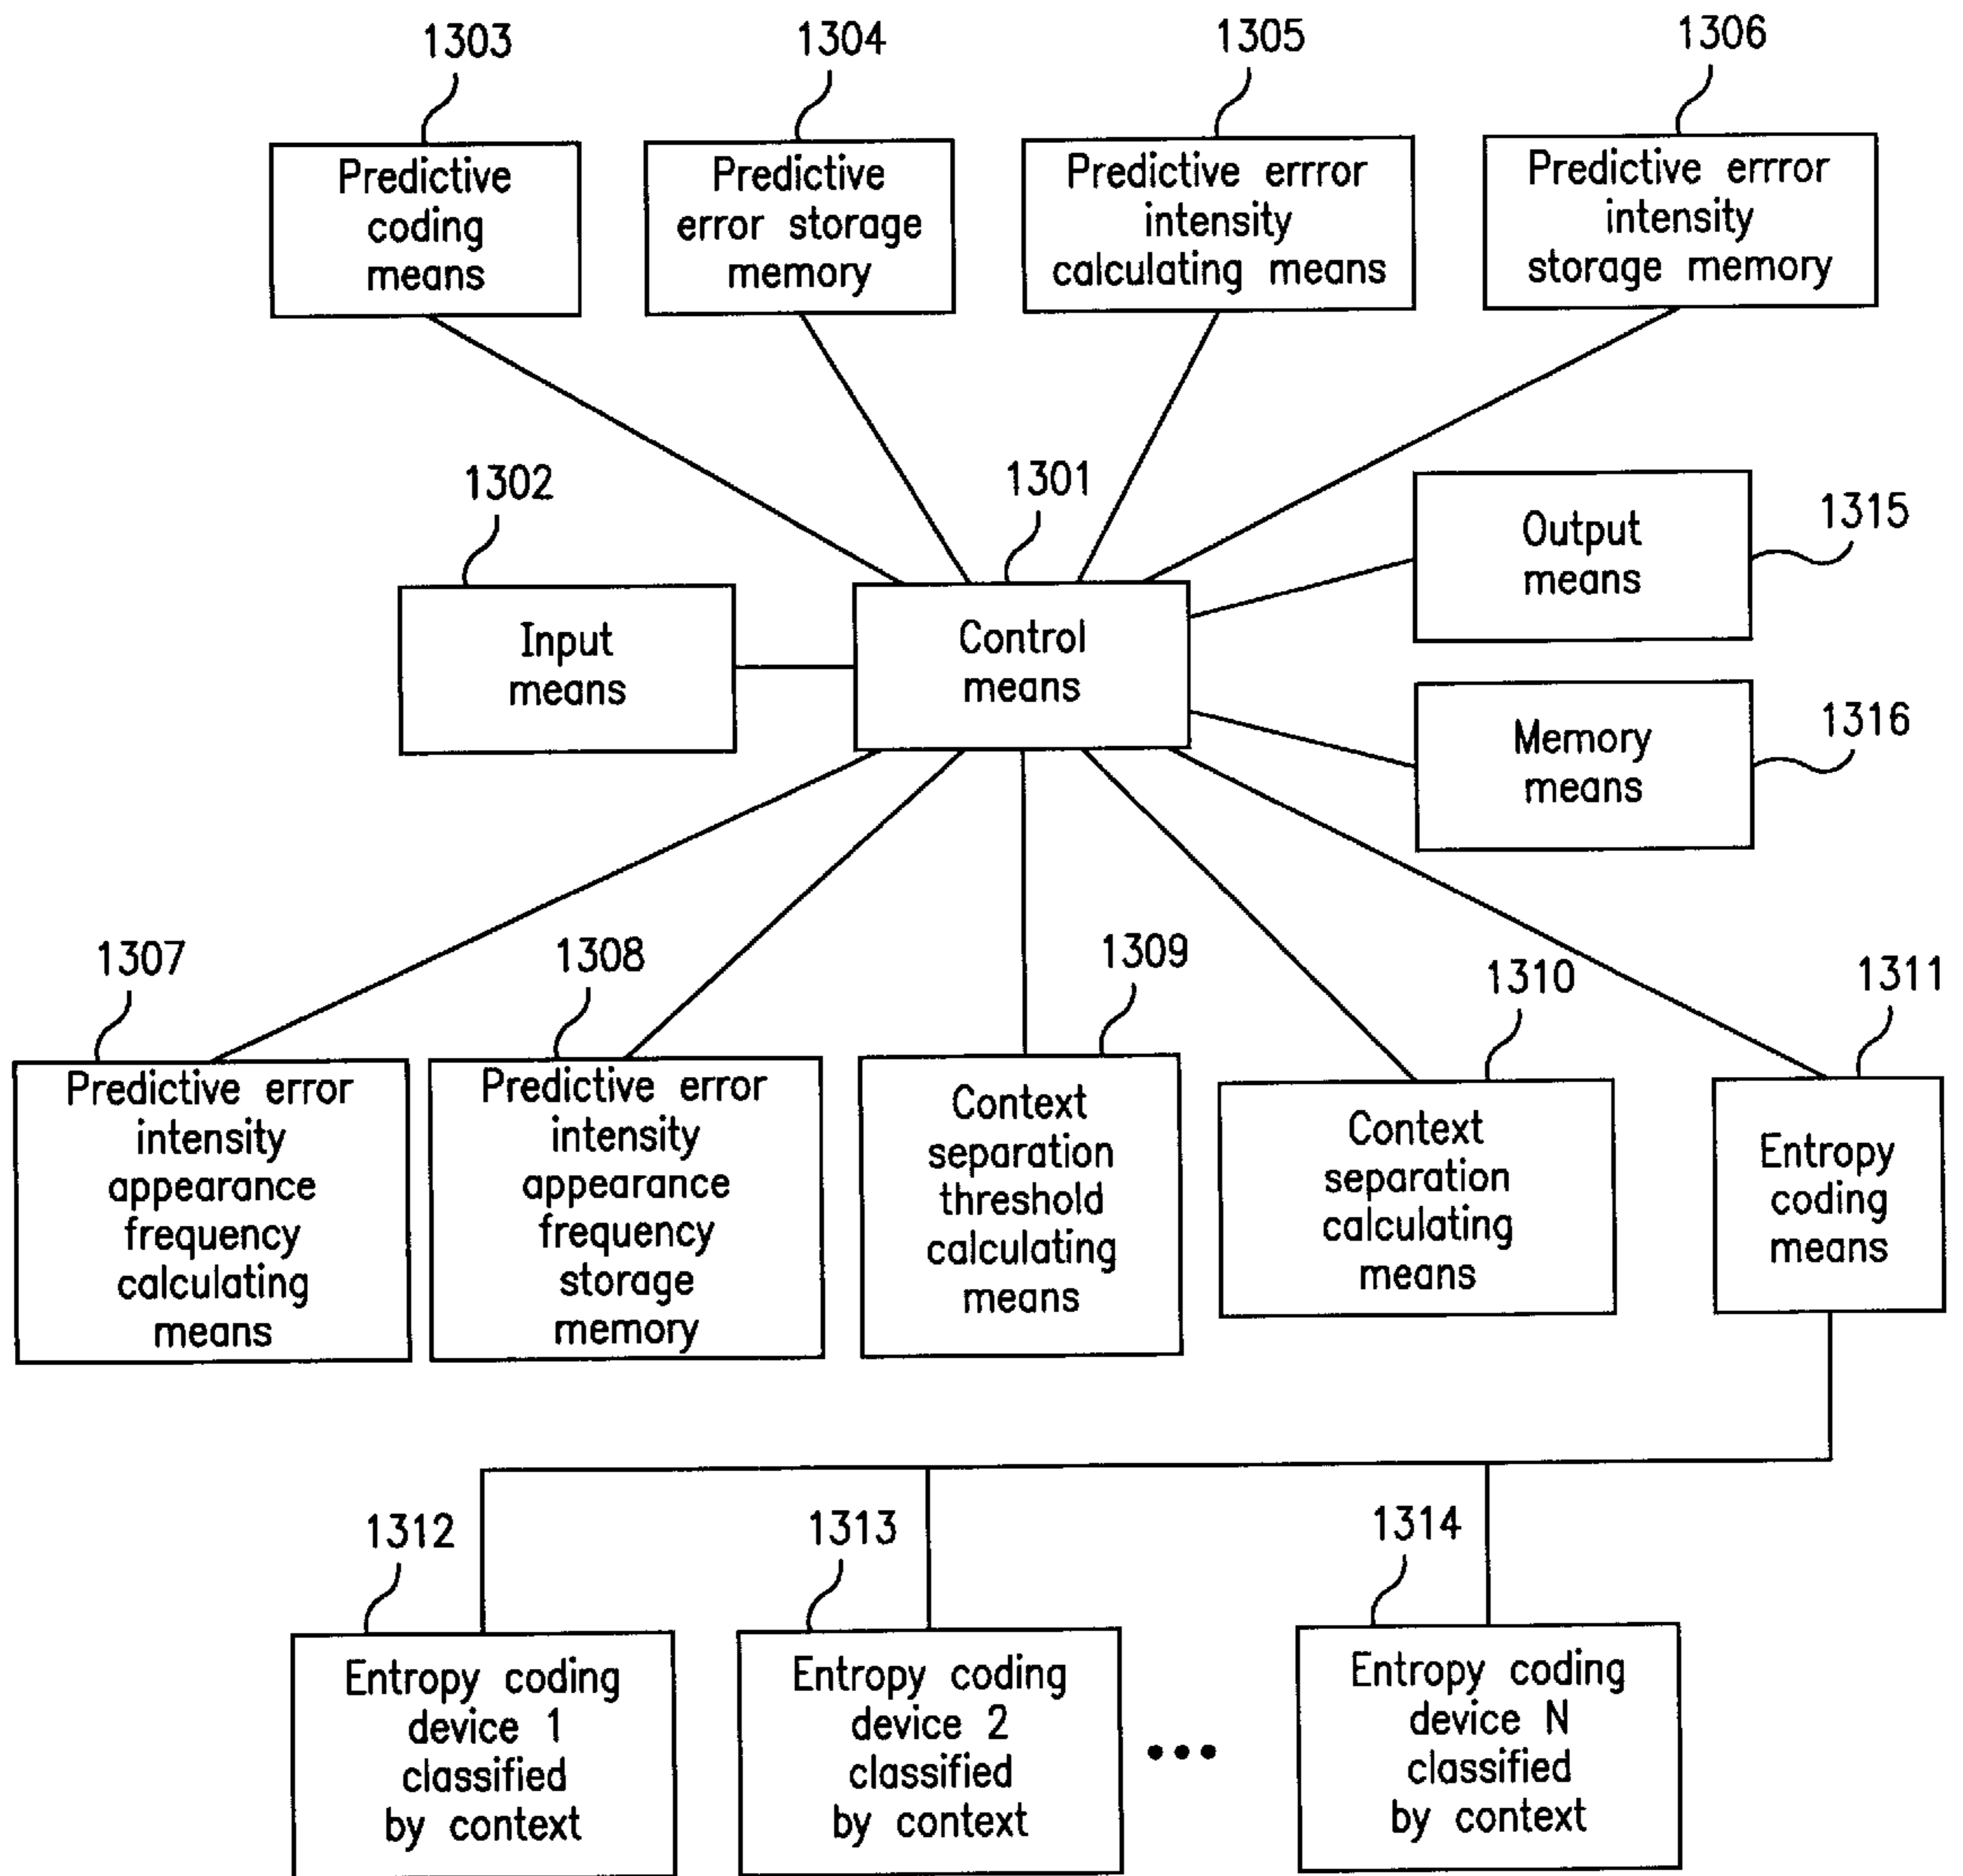 1303
1304
1305
1306
Predictive
coding
means
Predictive
error storage
memory
Predictive errror
intensity
calculating means
Predictive errror
intensity
storage memory
1302
1301
1315
Input
means
Control
means
Output
means
1316
Memory
means
1307
1308
1309
1310
1311
Predictive error
intensity
appearance
frequency
calculating
means
Predictive error
intensity
appearance
frequency
storage
memory
Context
separation
threshold
calculating
means
Context
separation
calculating
means
Entropy
coding
means
1312
1313
1314
Entropy coding
device 1
classified
by context
Entropy coding
device 2
classified
by context
•••
Entropy coding
device N
classified
by context